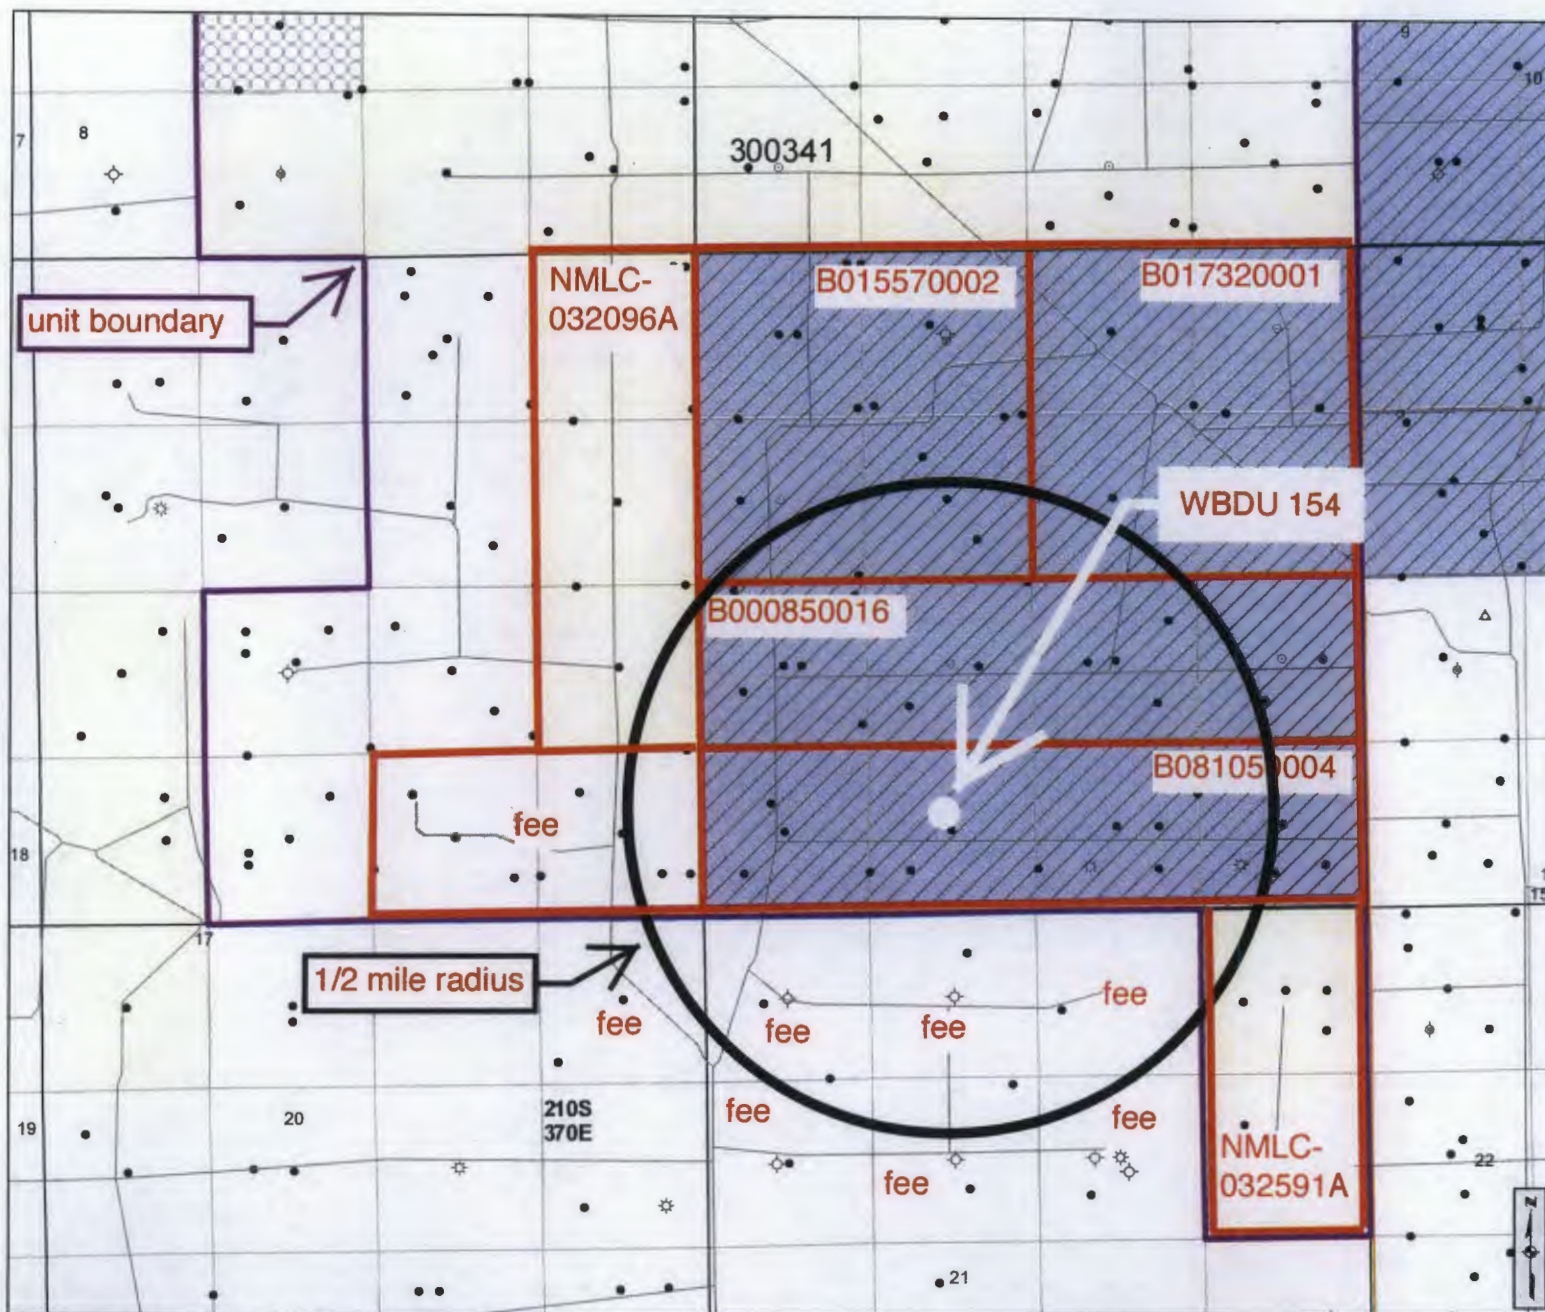 9
10
7
8
300341
NMLC-
032096A
B015570002
B017320001
unit boundary
WBDU 154
B000850016
B081050004
fee
18
15
17
1/2 mile radius
fee
fee
fee
fee
fee
fee
fee
19
20
210S
370E
NMLC-
032591A
22
21
N